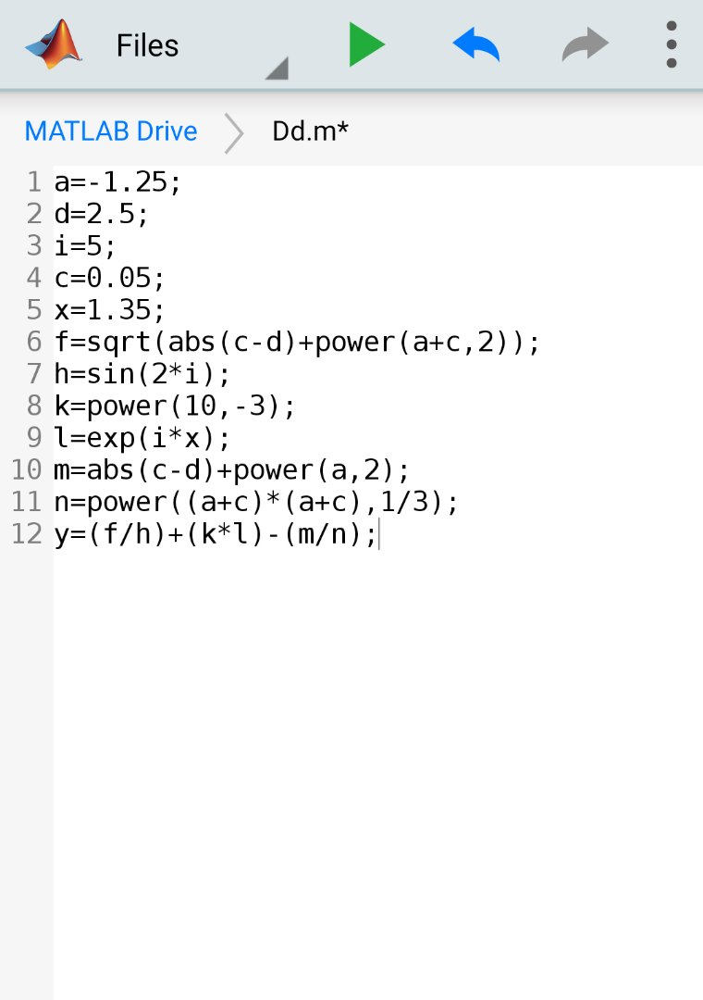 Files
MATLAB Drive Dd.m*
1 a=-1.25;
2 d=2.5;
3 i=5;
4 c=0.05;
5 x=1.35;
6 f=sqrt(abs(c-d)+power(a+c,2));
7 h=sin(2*i);
8 k=power(10,-3);
9 l=exp(i*x);
10 m=abs(c-d)+power(a,2);
11 n=power((a+c)*(a+c),1/3);
12 y=(f/h)+(k*l)-(m/n);